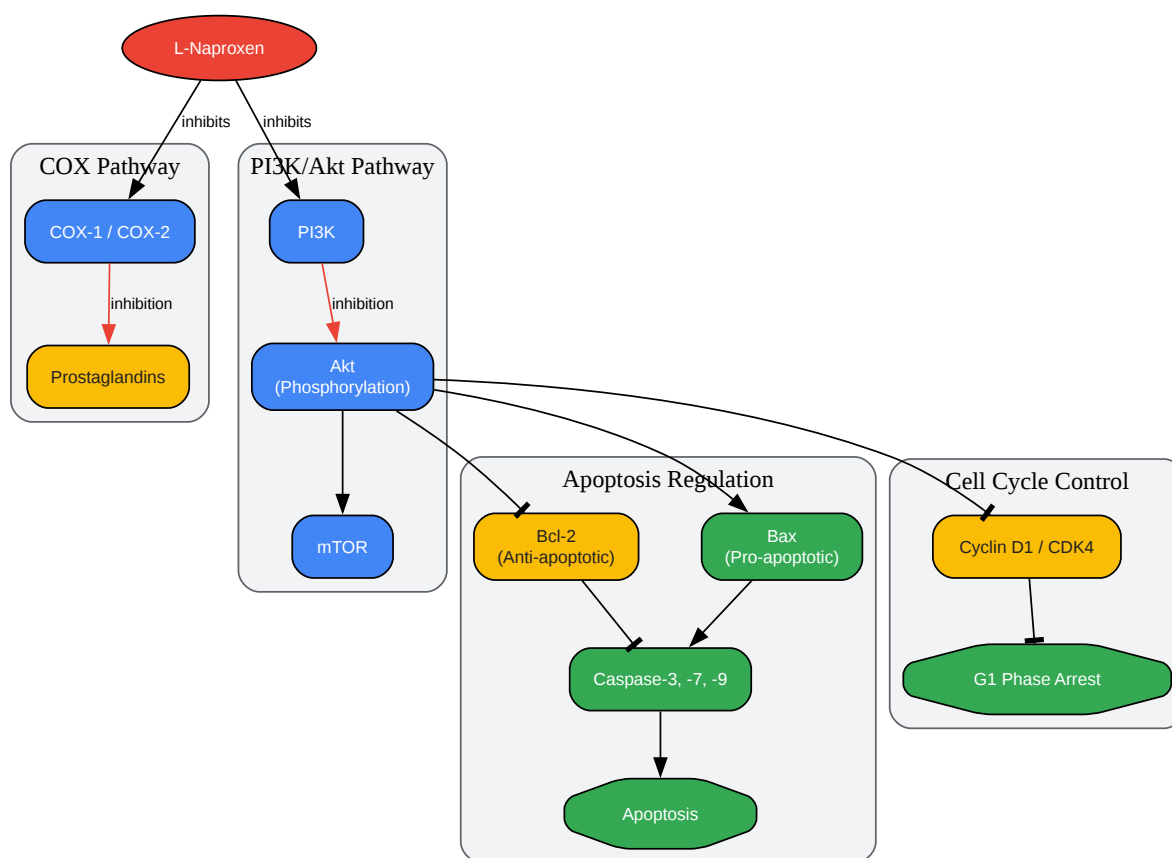 L-Naproxen
inhibits
inhibits
COX Pathway
PI3K/Akt Pathway
COX-1 / COX-2
PI3K
inhibition
inhibition
Prostaglandins
Akt
(Phosphorylation)
Apoptosis Regulation
Cell Cycle Control
mTOR
Bcl-2
(Anti-apoptotic)
Bax
(Pro-apoptotic)
Cyclin D1 / CDK4
Caspase-3, -7, -9
G1 Phase Arrest
Apoptosis